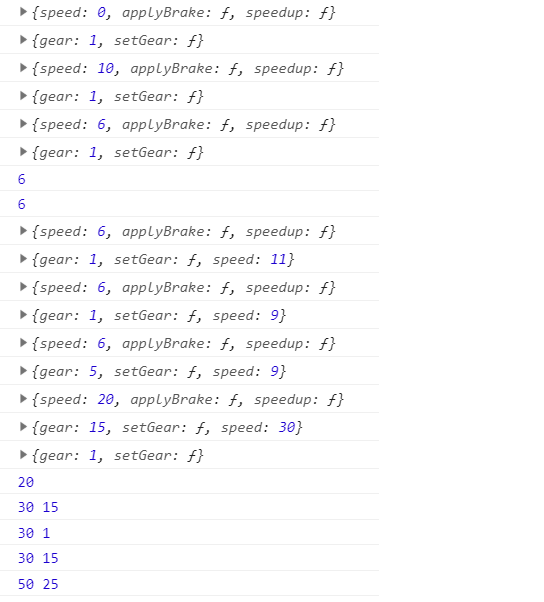 ▶{speed: 0, applyBrake: ƒ, speedup: ƒ}
▶{gear: 1, setGear: ƒ}
▶{speed: 10, applyBrake: ƒ, speedup: ƒ}
▶{gear: 1, setGear: ƒ}
▶{speed: 6, applyBrake: ƒ, speedup: ƒ}
▶{gear: 1, setGear: ƒ}
6
6
▶{speed: 6, applyBrake: ƒ, speedup: ƒ}
▶{gear: 1, setGear: ƒ, speed: 11}
▶{speed: 6, applyBrake: ƒ, speedup: ƒ}
▶{gear: 1, setGear: ƒ, speed: 9}
▶{speed: 6, applyBrake: ƒ, speedup: ƒ}
▶{gear: 5, setGear: ƒ, speed: 9}
▶{speed: 20, applyBrake: ƒ, speedup: ƒ}
▶{gear: 15, setGear: ƒ, speed: 30}
▶{gear: 1, setGear: ƒ}
20
30 15
30 1
30 15
50 25